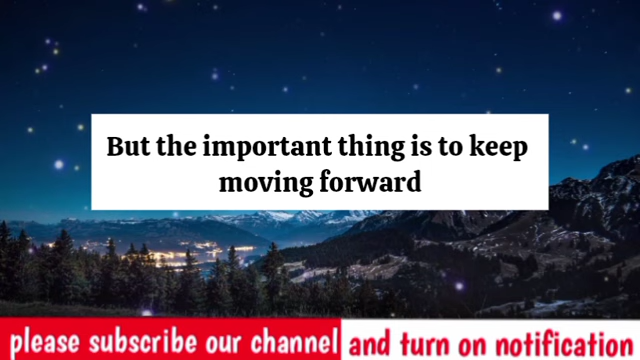 But the important thing is to keep
moving forward
please subscribe our channel and turn on notification